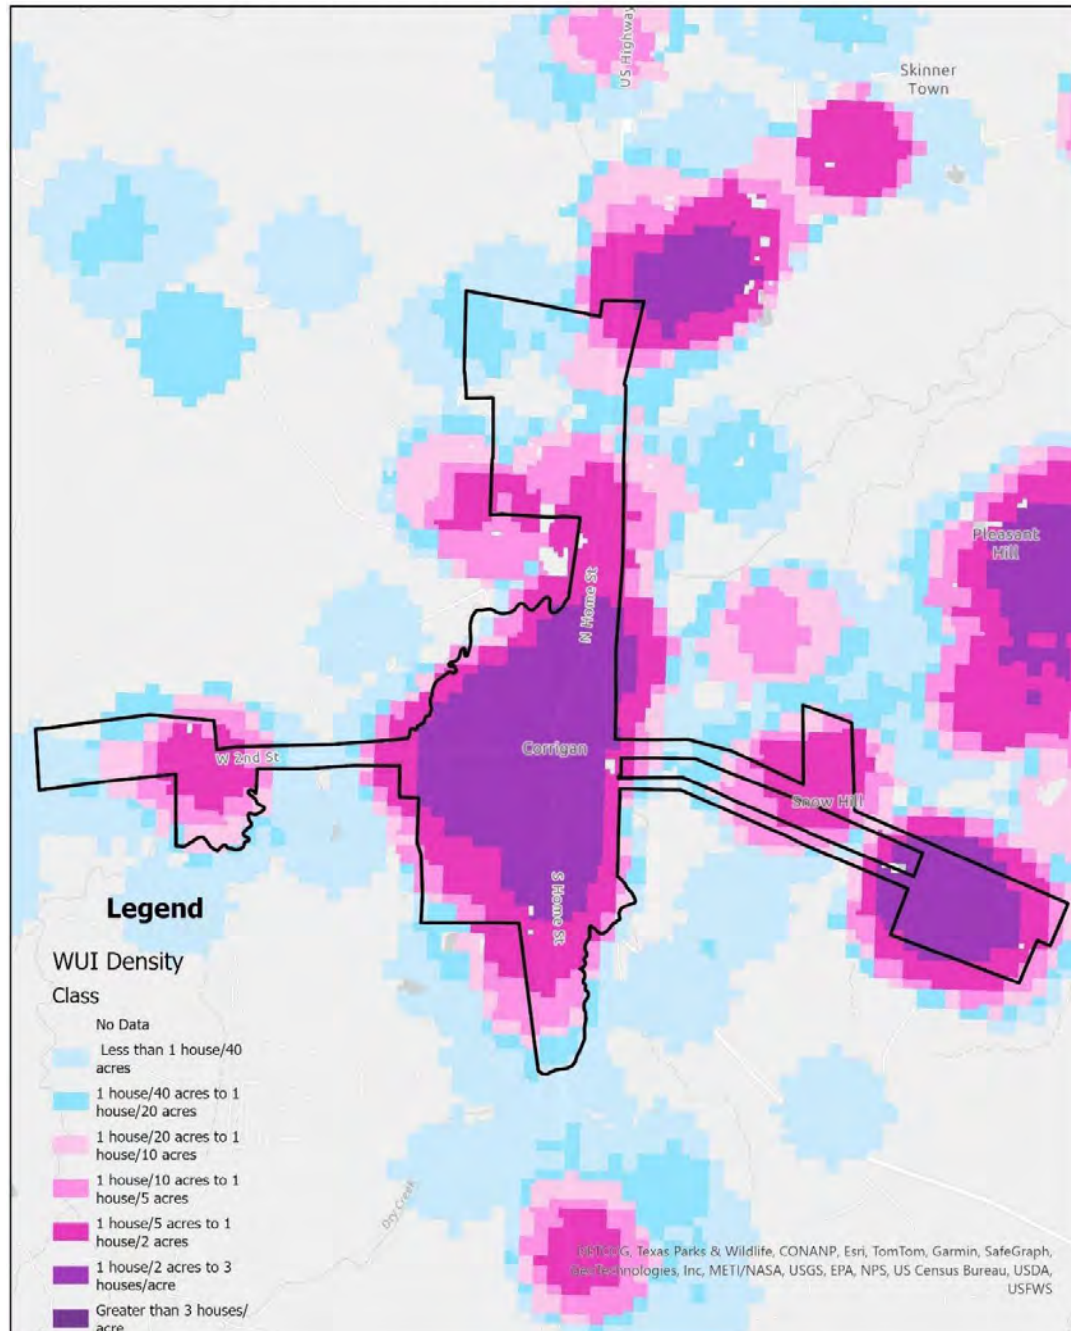 US Highway
Skinner
Town
Pleasant
Hill
N Home St
Corrigan
W 2nd St
Snow Hill
S Home St
Legend
WUI Density
Class
No Data
Less than 1 house/40
acres
1 house/40 acres to 1
house/20 acres
1 house/20 acres to 1
house/10 acres
1 house/10 acres to 1
house/5 acres
1 house/5 acres to 1
house/2 acres
1 house/2 acres to 3
houses/acre
Greater than 3 houses/
acre
Dry Creek
Texas Parks & Wildlife, CONANP, Esri, TomTom, Garmin, SafeGraph,
GeoTechnologies, Inc, METI/NASA, USGS, EPA, NPS, US Census Bureau, USDA,
USFWS